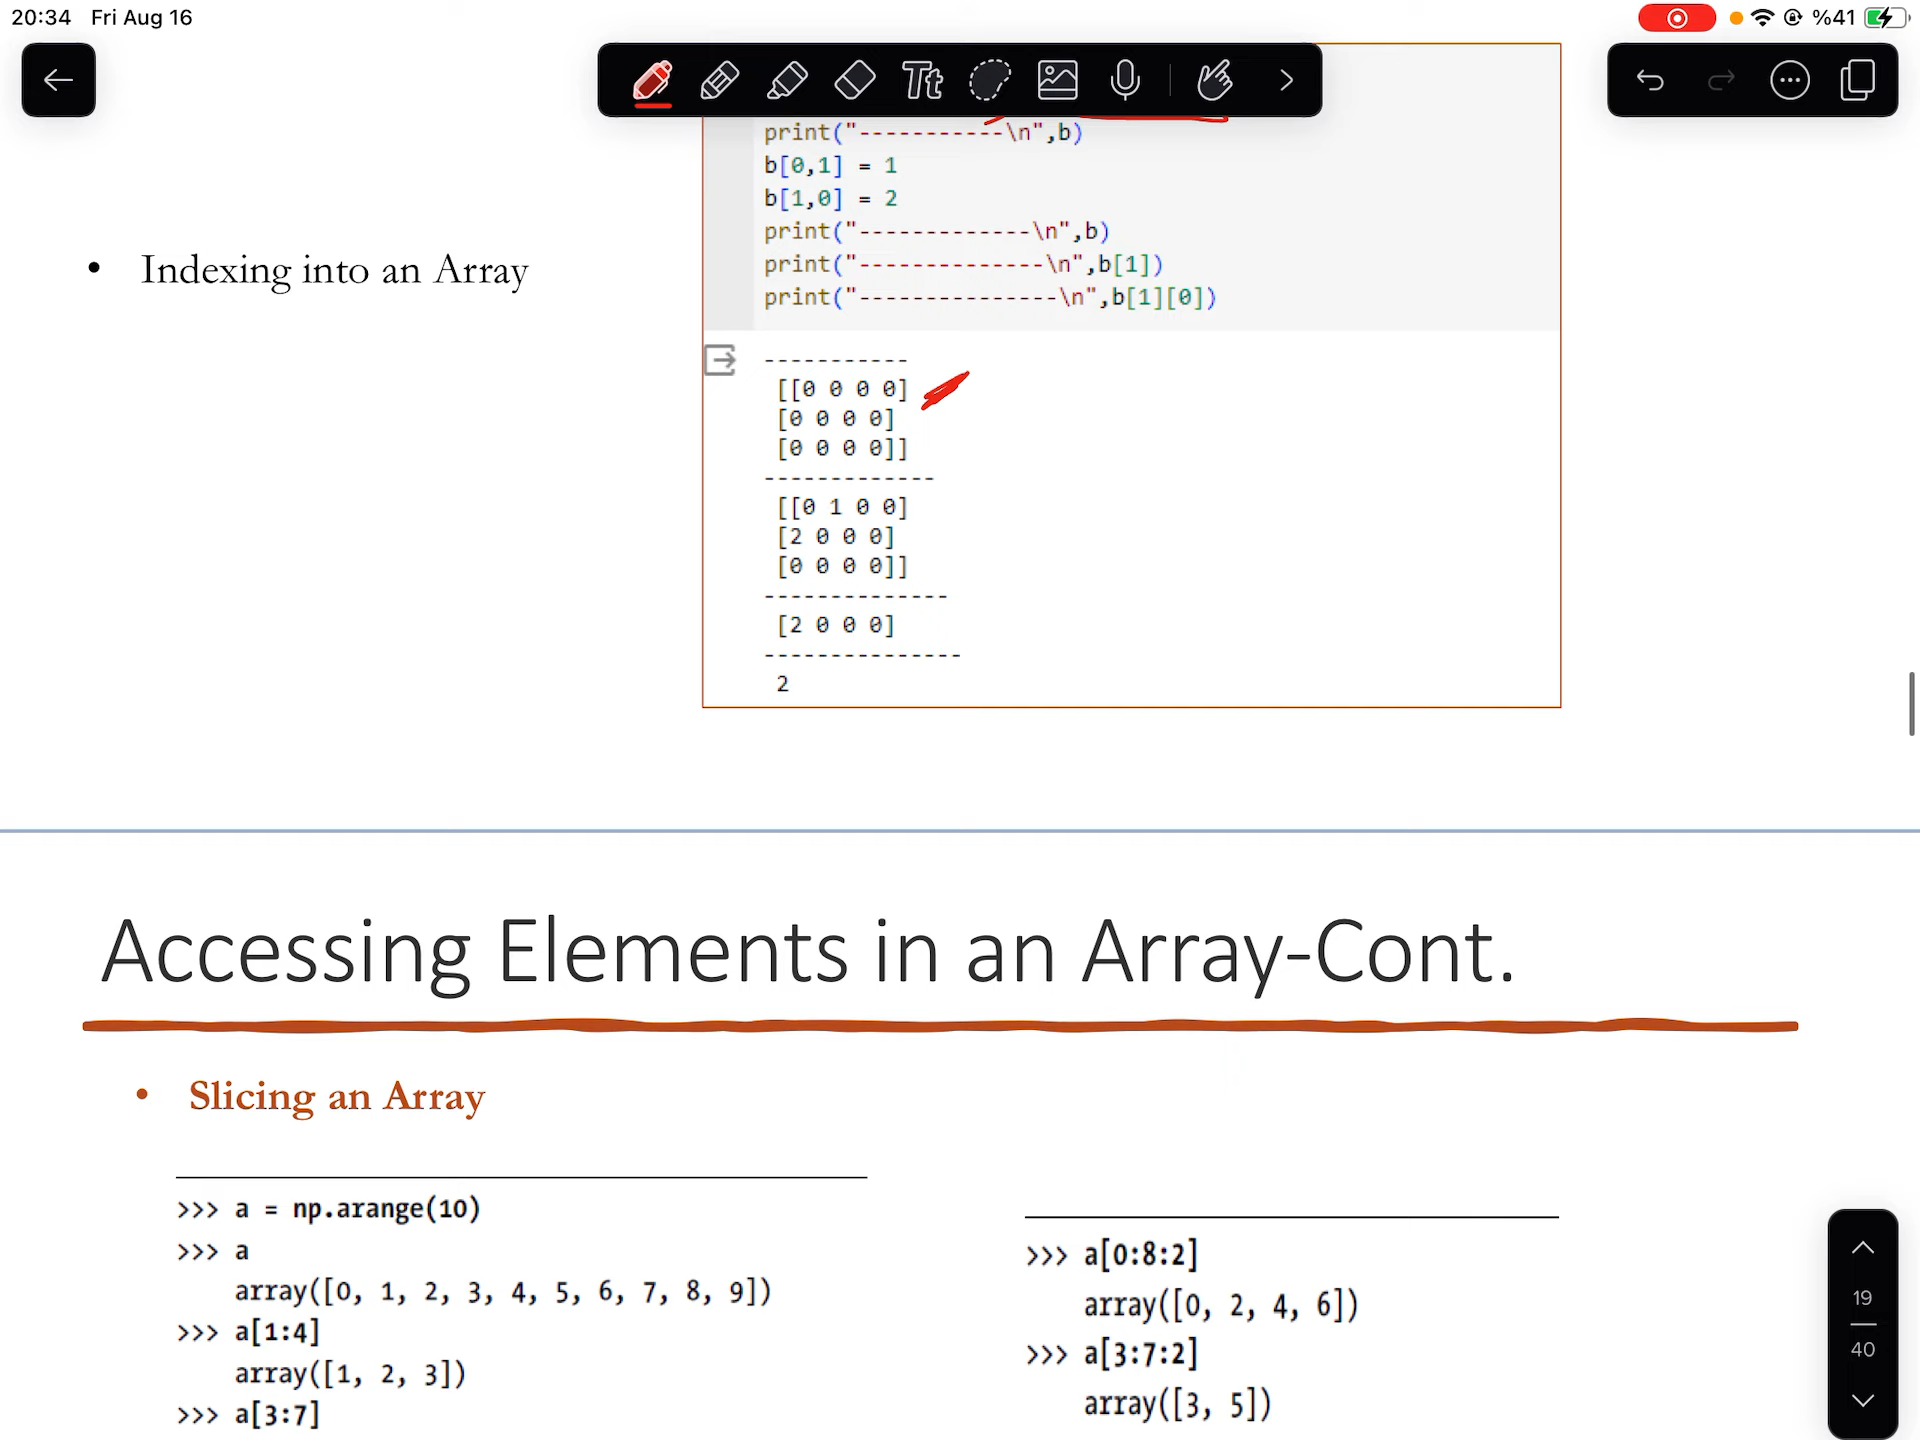 20:34 Fri Aug 16
%41
Tt
print("-----------\n",b)
b[0,1] = 1
b[1,0] = 2
print("-------------\n",b)
print("--------------\n",b[1])
print("---------------\n",b[1][0])
• Indexing into an Array
-----------
[[0 0 0 0]
[0 0 0 0]
[0 0 0 0]]
-------------
[[0 1 0 0]
[2 0 0 0]
[0 0 0 0]]
--------------
[2 0 0 0]
---------------
2
Accessing Elements in an Array-Cont.
• Slicing an Array
>>> a = np.arange(10)
>>> a
array([0, 1, 2, 3, 4, 5, 6, 7, 8, 9])
>>> a[1:4]
array([1, 2, 3])
>>> a[3:7]
>>> a[0:8:2]
array([0, 2, 4, 6])
>>> a[3:7:2]
array([3, 5])
19
40